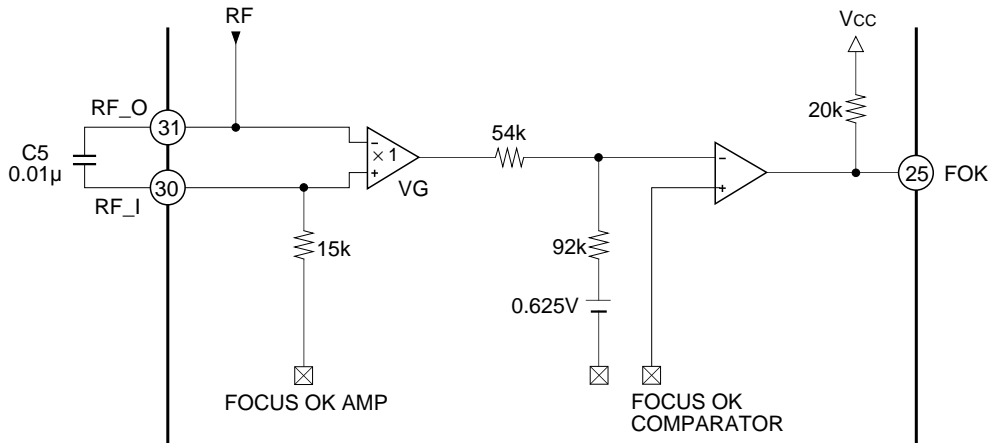 RF
VCC
RF_O
31
20k
C5
0.01µ
54k
× 1
−
+
VG
−
+
25
FOK
30
RF_I
15k
92k
0.625V
FOCUS OK AMP
FOCUS OK
COMPARATOR